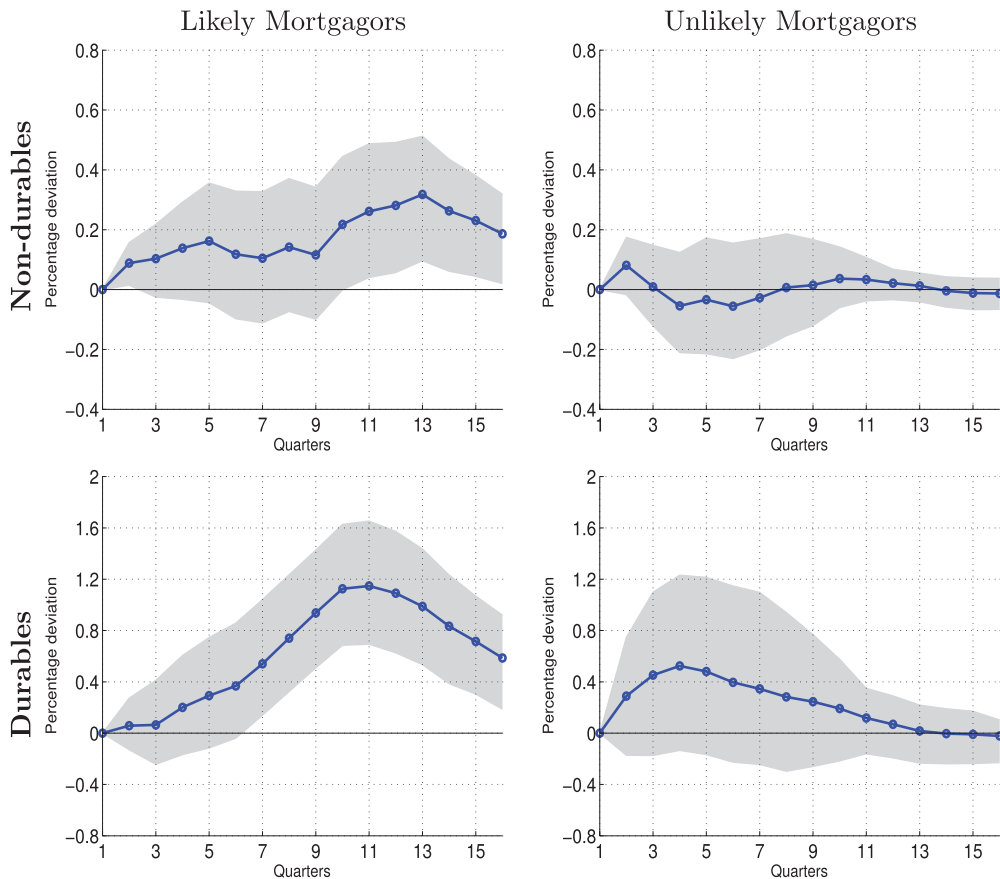 Likely Mortgagors
Unlikely Mortgagors
Non-durables
Percentage deviation
0.8
0.6
0.4
0.2
0
−0.2
−0.4
1 3 5 7 9 11 13 15
Quarters
Percentage deviation
0.8
0.6
0.4
0.2
0
−0.2
−0.4
1 3 5 7 9 11 13 15
Quarters
Durables
Percentage deviation
2
1.6
1.2
0.8
0.4
0
−0.4
−0.8
1 3 5 7 9 11 13 15
Quarters
Percentage deviation
2
1.6
1.2
0.8
0.4
0
−0.4
−0.8
1 3 5 7 9 11 13 15
Quarters